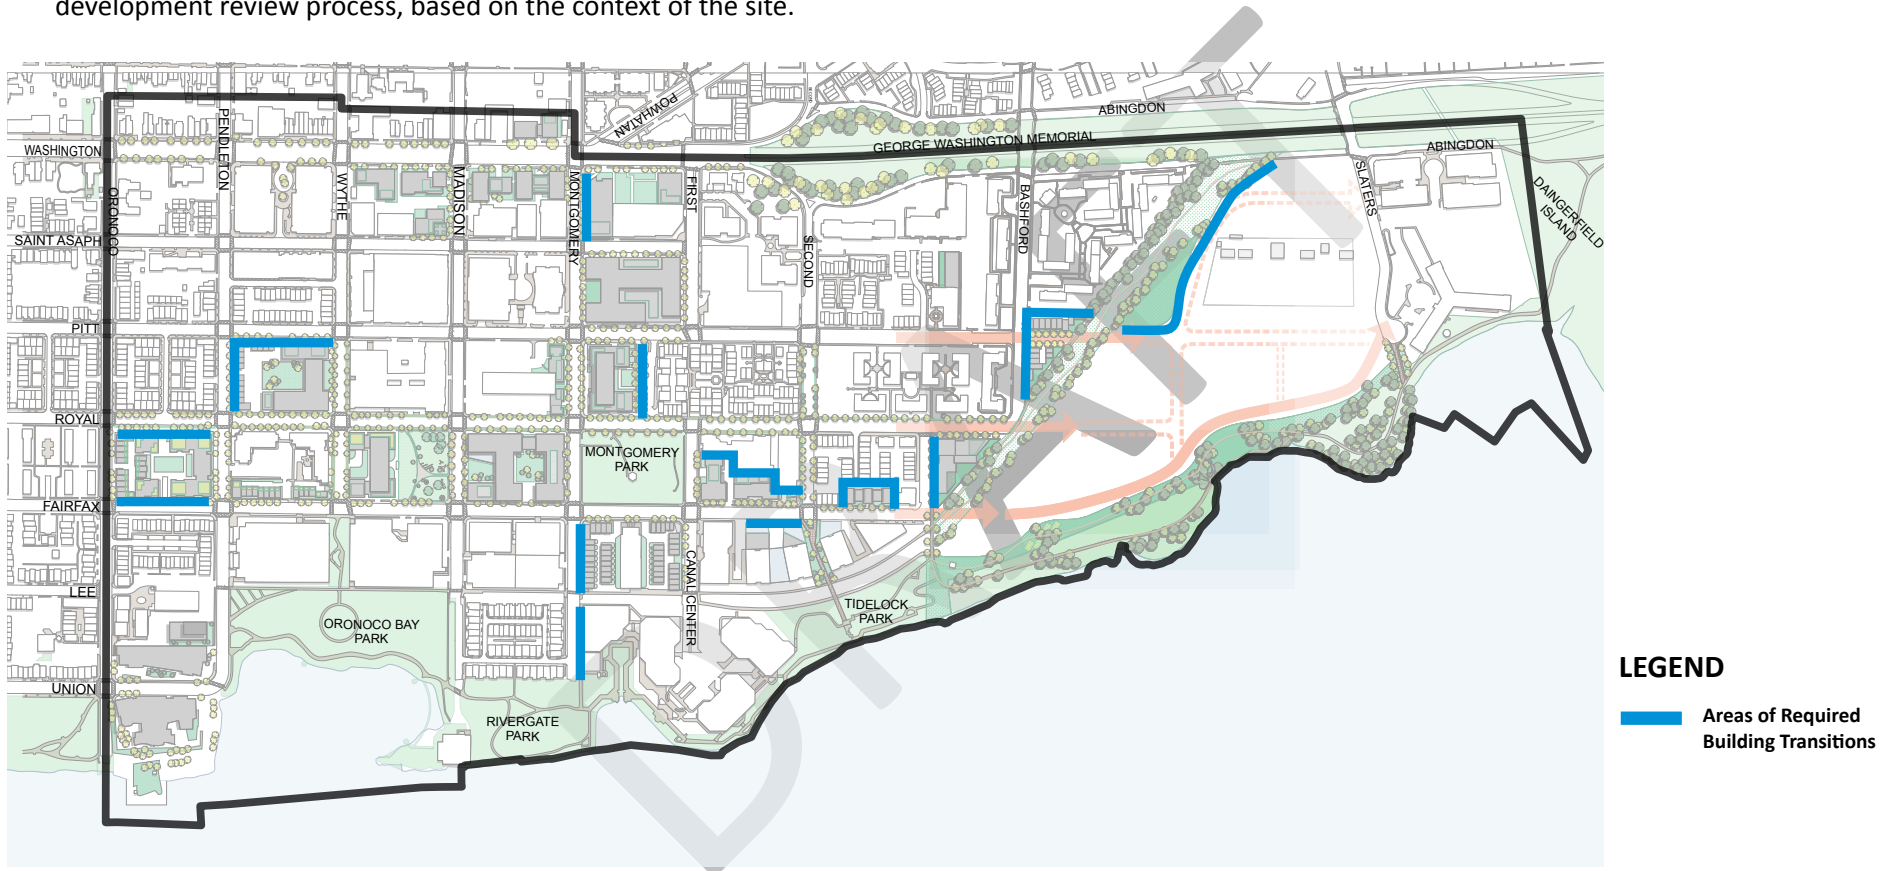 development review process, based on the context of the site.
POWHATAN
ABINGDON
GEORGE WASHINGTON MEMORIAL
ABINGDON
WASHINGTON
PENDLETON
ORONOCO
WYTHE
MADISON
MONTGOMERY
FIRST
SECOND
BASHFORD
SLATERS
DAINGERFIELD
ISLAND
SAINT ASAPH
PITT
ROYAL
MONTGOMERY
PARK
FAIRFAX
CANAL CENTER
LEE
ORONOCO BAY
PARK
TIDELOCK
PARK
UNION
RIVERGATE
PARK
DRAFT
LEGEND
Areas of Required
Building Transitions